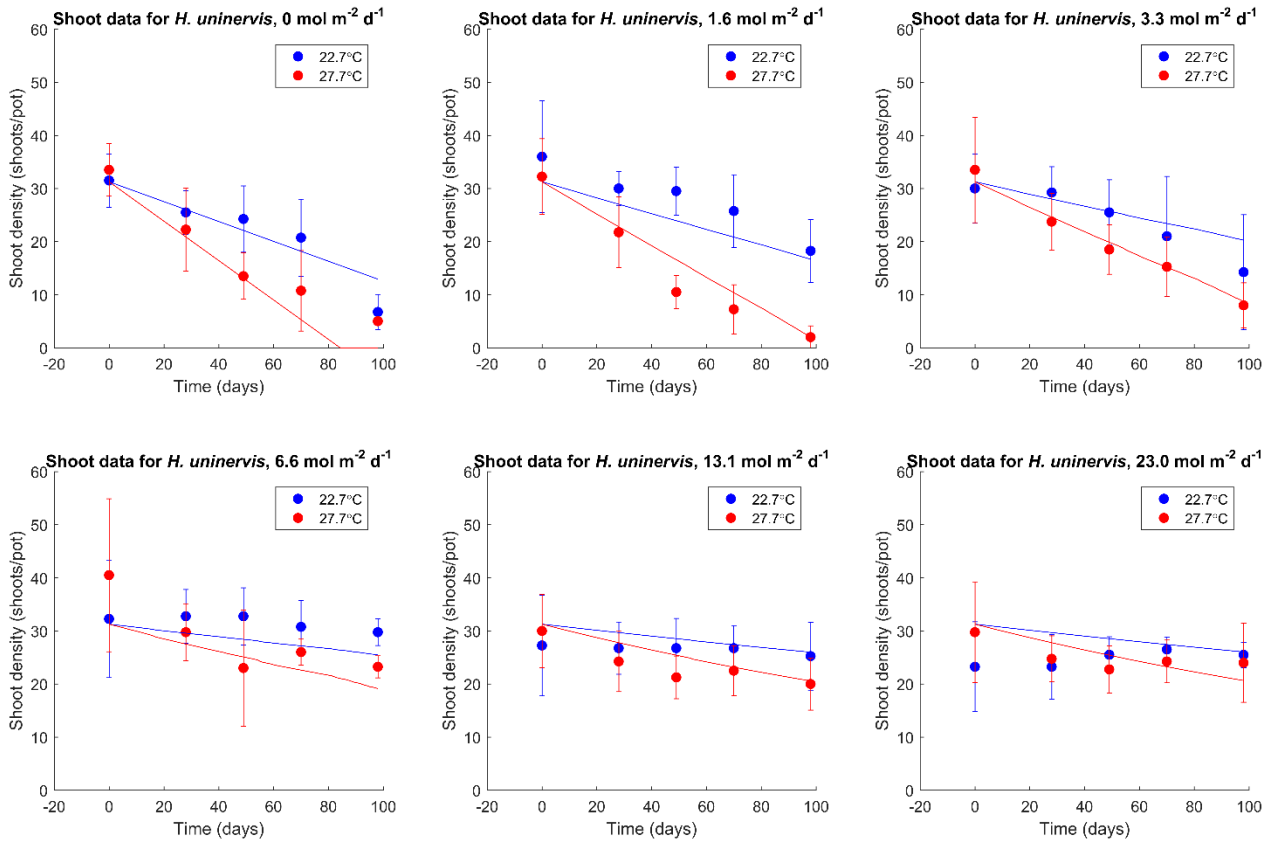 Shoot data for H. uninervis, 0 mol m⁻² d⁻¹
60
50
40
30
20
10
0
Shoot density (shoots/pot)
22.7°C
27.7°C
-20 0 20 40 60 80 100
Time (days)
Shoot data for H. uninervis, 1.6 mol m⁻² d⁻¹
60
50
40
30
20
10
0
Shoot density (shoots/pot)
22.7°C
27.7°C
-20 0 20 40 60 80 100
Time (days)
Shoot data for H. uninervis, 3.3 mol m⁻² d⁻¹
60
50
40
30
20
10
0
Shoot density (shoots/pot)
22.7°C
27.7°C
-20 0 20 40 60 80 100
Time (days)
Shoot data for H. uninervis, 6.6 mol m⁻² d⁻¹
60
50
40
30
20
10
0
Shoot density (shoots/pot)
22.7°C
27.7°C
-20 0 20 40 60 80 100
Time (days)
Shoot data for H. uninervis, 13.1 mol m⁻² d⁻¹
60
50
40
30
20
10
0
Shoot density (shoots/pot)
22.7°C
27.7°C
-20 0 20 40 60 80 100
Time (days)
Shoot data for H. uninervis, 23.0 mol m⁻² d⁻¹
60
50
40
30
20
10
0
Shoot density (shoots/pot)
22.7°C
27.7°C
-20 0 20 40 60 80 100
Time (days)